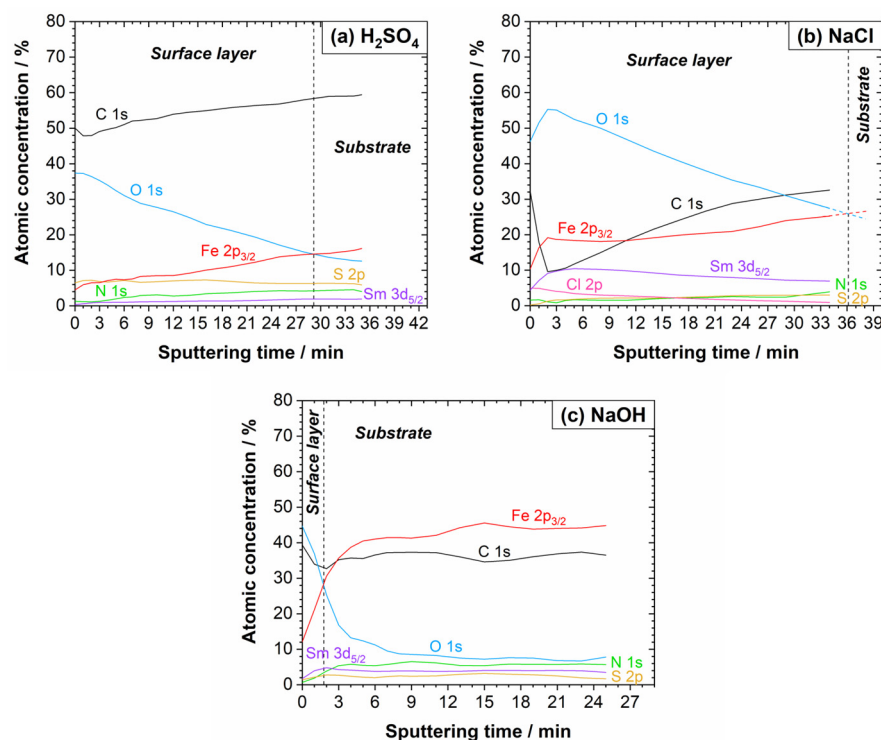 (a) H₂SO₄
Surface layer
Substrate
C 1s
O 1s
Fe 2p₃/₂
S 2p
N 1s
Sm 3d₅/₂
Atomic concentration / %
80
70
60
50
40
30
20
10
0
0 3 6 9 12 15 18 21 24 27 30 33 36 39 42
Sputtering time / min
(b) NaCl
Surface layer
Substrate
O 1s
C 1s
Fe 2p₃/₂
Sm 3d₅/₂
Cl 2p
N 1s
S 2p
Atomic concentration / %
80
70
60
50
40
30
20
10
0
0 3 6 9 12 15 18 21 24 27 30 33 36 39
Sputtering time / min
(c) NaOH
Surface layer
Substrate
Fe 2p₃/₂
C 1s
O 1s
Sm 3d₅/₂
N 1s
S 2p
Atomic concentration / %
80
70
60
50
40
30
20
10
0
0 3 6 9 12 15 18 21 24 27
Sputtering time / min